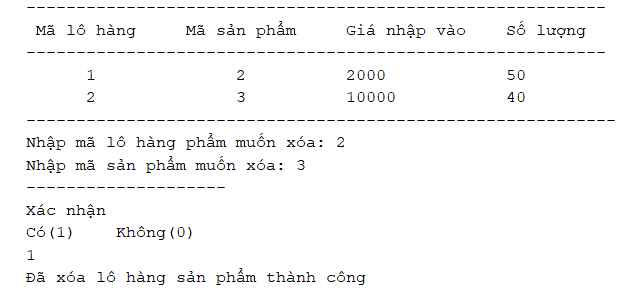 -----------------------------------------------------------
Mã lô hàng     Mã sản phẩm     Giá nhập vào    Số lượng
-----------------------------------------------------------
1              2          2000            50
2              3          10000           40
------------------------------------------------------------
Nhập mã lô hàng phẩm muốn xóa: 2
Nhập mã sản phẩm muốn xóa: 3
--------------------
Xác nhận
Có(1)    Không(0)
1
Đã xóa lô hàng sản phẩm thành công